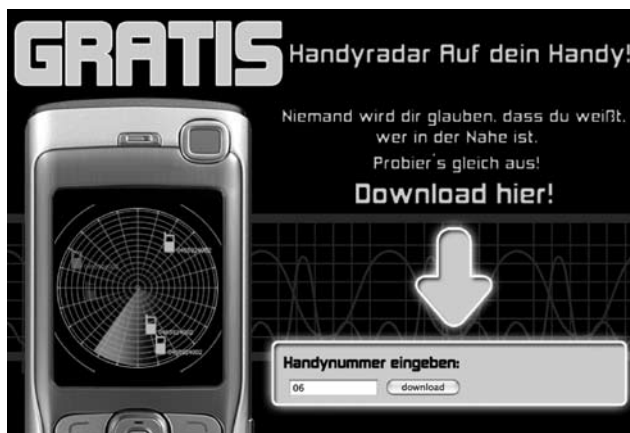 GRATIS Handyradar Auf dein Handy!
Niemand wird dir glauben, dass du weißt,
wer in der Nahe ist.
Probier's gleich aus!
Download hier!
Handynummer eingeben:
06 download